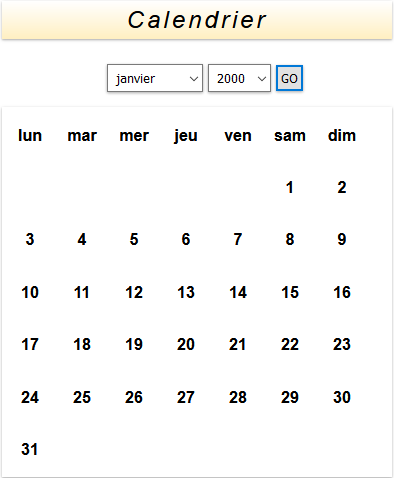 Calendrier
janvier 2000 GO
lun mar mer jeu ven sam dim
1 2
3 4 5 6 7 8 9
10 11 12 13 14 15 16
17 18 19 20 21 22 23
24 25 26 27 28 29 30
31